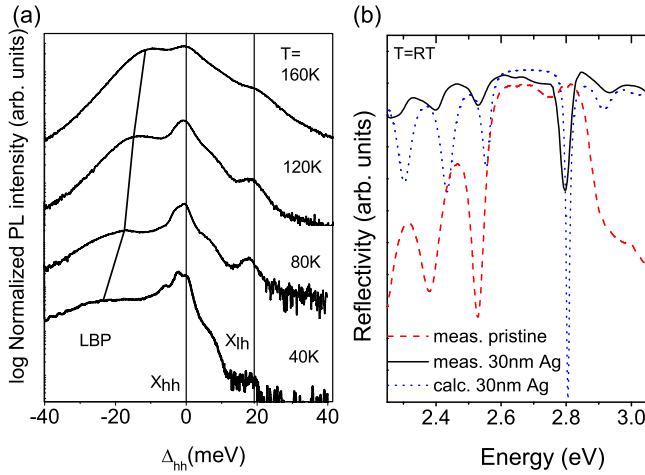 (a)
log Normalized PL intensity (arb. units)
T=
160K
120K
80K
40K
LBP
X_hh
X_lh
-40 -20 0 20 40
Δ_hh(meV)
(b)
T=RT
Reflectivity (arb. units)
meas. pristine
meas. 30nm Ag
calc. 30nm Ag
2.4 2.6 2.8 3.0
Energy (eV)